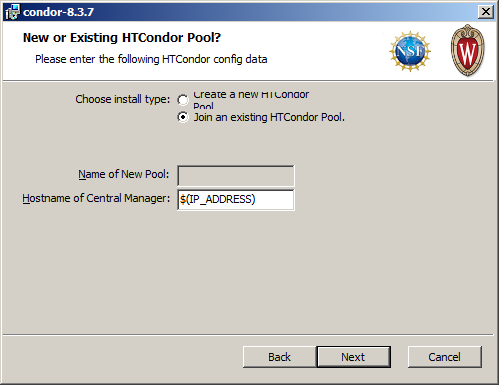 condor-8.3.7
New or Existing HTCondor Pool?
Please enter the following HTCondor config data
NSF
W
Choose install type:
Create a new HTCondor
Pool.
Join an existing HTCondor Pool.
Name of New Pool:
Hostname of Central Manager:
$(IP_ADDRESS)
Back
Next
Cancel